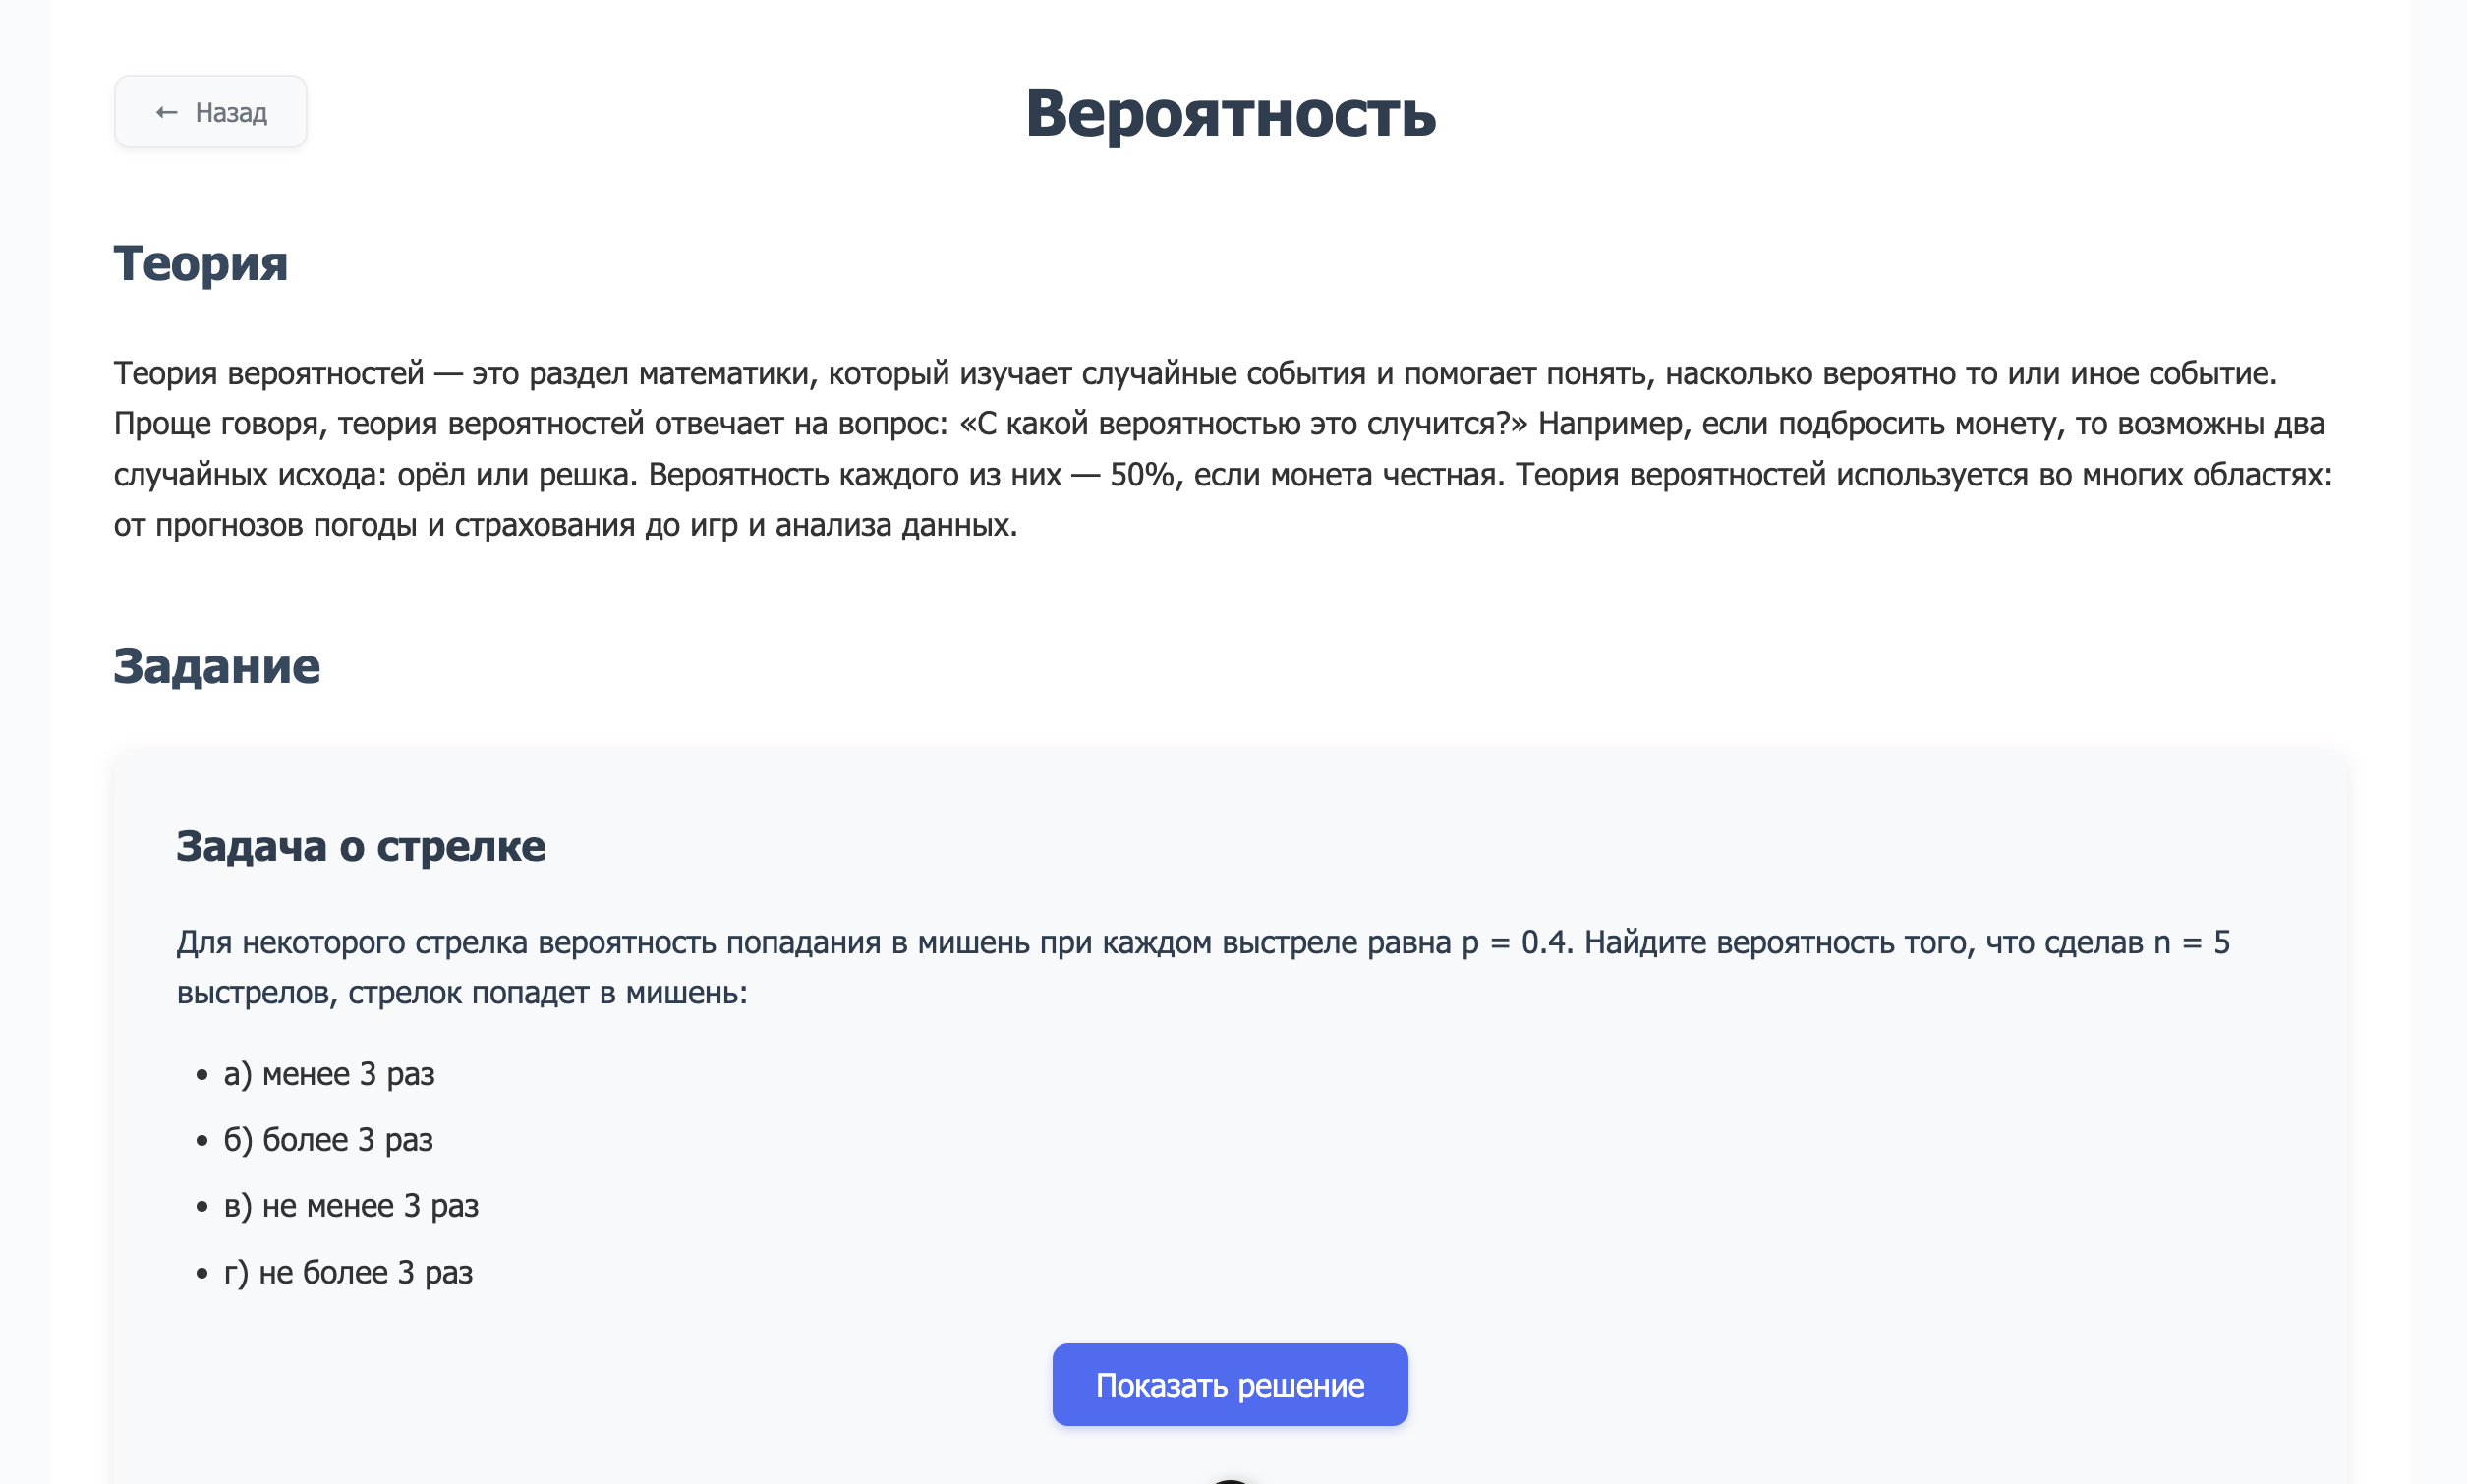 ← Назад
Вероятность
Теория
Теория вероятностей — это раздел математики, который изучает случайные события и помогает понять, насколько вероятно то или иное событие.
Проще говоря, теория вероятностей отвечает на вопрос: «С какой вероятностью это случится?» Например, если подбросить монету, то возможны два
случайных исхода: орёл или решка. Вероятность каждого из них — 50%, если монета честная. Теория вероятностей используется во многих областях:
от прогнозов погоды и страхования до игр и анализа данных.
Задание
Задача о стрелке
Для некоторого стрелка вероятность попадания в мишень при каждом выстреле равна p = 0.4. Найдите вероятность того, что сделав n = 5
выстрелов, стрелок попадет в мишень:
• а) менее 3 раз
• б) более 3 раз
• в) не менее 3 раз
• г) не более 3 раз
Показать решение